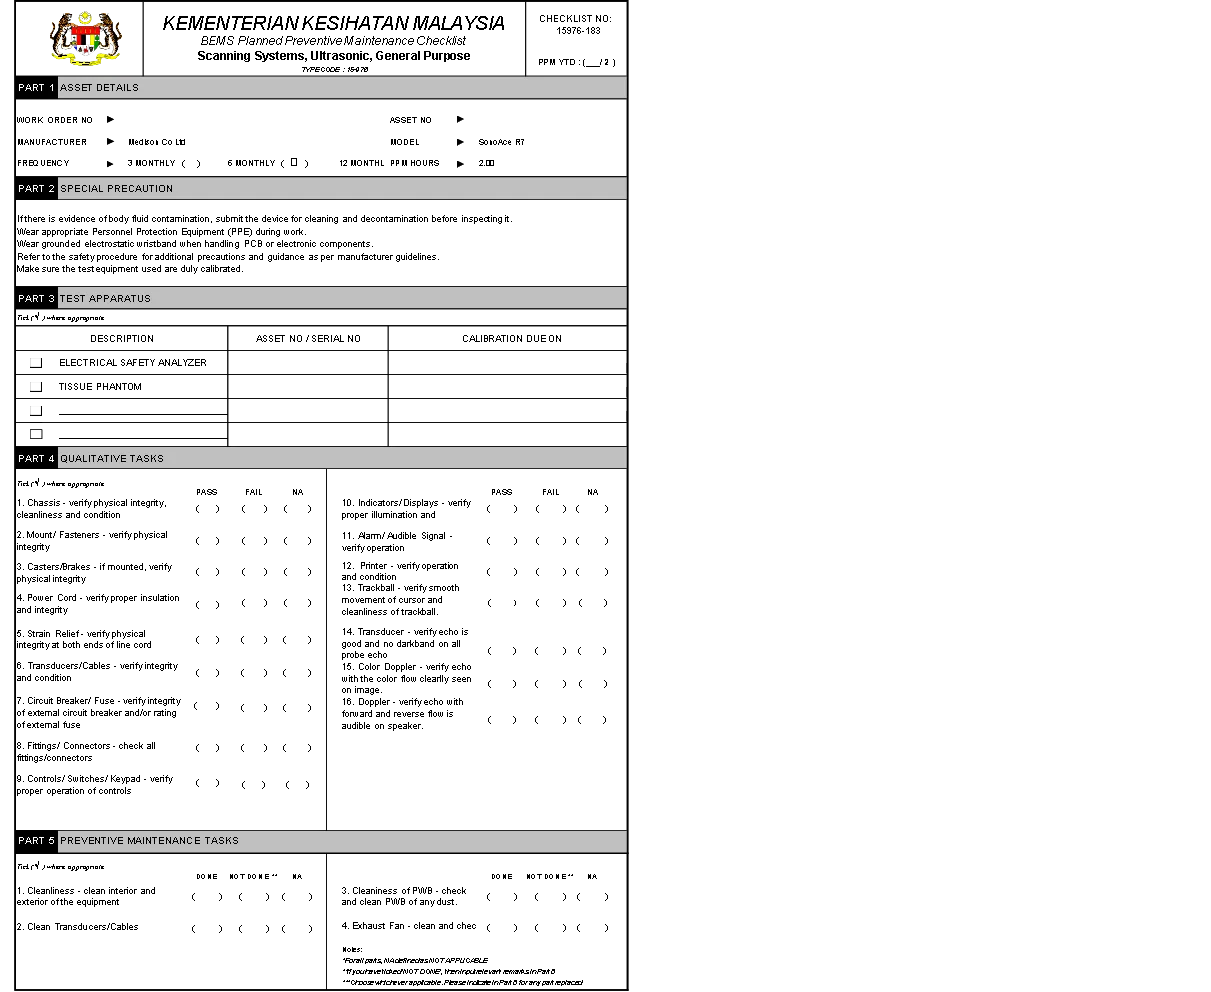 KEMENTERIAN KESIHATAN MALAYSIA
BEMS Planned Preventive Maintenance Checklist
Scanning Systems, Ultrasonic, General Purpose
TYPE CODE : 15-976
CHECKLIST NO:
15976-183
PPM YTD : (___/ 2 )
PART 1 ASSET DETAILS
WORK ORDER NO ► ASSET NO ►
MANUFACTURER ► Medison Co Ltd MODEL ► SonoAce R7
FREQUENCY ► 3 MONTHLY ( ) 6 MONTHLY ( □ ) 12 MONTHL PPM HOURS ► 2.00
PART 2 SPECIAL PRECAUTION
If there is evidence of body fluid contamination, submit the device for cleaning and decontamination before inspecting it.
Wear appropriate Personnel Protection Equipment (PPE) during work.
Wear grounded electrostatic wristband when handling PCB or electronic components.
Refer to the safety procedure for additional precautions and guidance as per manufacturer guidelines.
Make sure the test equipment used are duly calibrated.
PART 3 TEST APPARATUS
Tick (√ ) where appropriate
DESCRIPTION ASSET NO / SERIAL NO CALIBRATION DUE ON
ELECTRICAL SAFETY ANALYZER
TISSUE PHANTOM
PART 4 QUALITATIVE TASKS
Tick (√ ) where appropriate
PASS FAIL NA
1. Chassis - verify physical integrity,
cleanliness and condition ( ) ( ) ( )
2. Mount/ Fasteners - verify physical
integrity ( ) ( ) ( )
3. Casters/Brakes - if mounted, verify
physical integrity ( ) ( ) ( )
4. Power Cord - verify proper insulation
and integrity ( ) ( ) ( )
5. Strain Relief - verify physical
integrity at both ends of line cord ( ) ( ) ( )
6. Transducers/Cables - verify integrity
and condition ( ) ( ) ( )
7. Circuit Breaker/ Fuse - verify integrity
of external circuit breaker and/or rating
of external fuse ( ) ( ) ( )
8. Fittings/ Connectors - check all
fittings/connectors ( ) ( ) ( )
9. Controls/ Switches/ Keypad - verify
proper operation of controls ( ) ( ) ( )
PASS FAIL NA
10. Indicators/Displays - verify
proper illumination and ( ) ( ) ( )
11. Alarm/ Audible Signal -
verify operation ( ) ( ) ( )
12. Printer - verify operation
and condition ( ) ( ) ( )
13. Trackball - verify smooth
movement of cursor and
cleanliness of trackball. ( ) ( ) ( )
14. Transducer - verify echo is
good and no darkband on all
probe echo ( ) ( ) ( )
15. Color Doppler - verify echo
with the color flow clearlly seen
on image. ( ) ( ) ( )
16. Doppler - verify echo with
forward and reverse flow is
audible on speaker. ( ) ( ) ( )
PART 5 PREVENTIVE MAINTENANCE TASKS
Tick (√ ) where appropriate
DONE NOT DONE ** NA
1. Cleanliness - clean interior and
exterior of the equipment ( ) ( ) ( )
2. Clean Transducers/Cables ( ) ( ) ( )
DONE NOT DONE ** NA
3. Cleaniness of PWB - check
and clean PWB of any dust. ( ) ( ) ( )
4. Exhaust Fan - clean and chec ( ) ( ) ( )
Notes:
*For all parts, NA defined as NOT APPLICABLE
**If you have ticked NOT DONE, then input relevant remarks in Part 6
***Choose whichever applicable. Please indicate in Part 6 for any part replaced